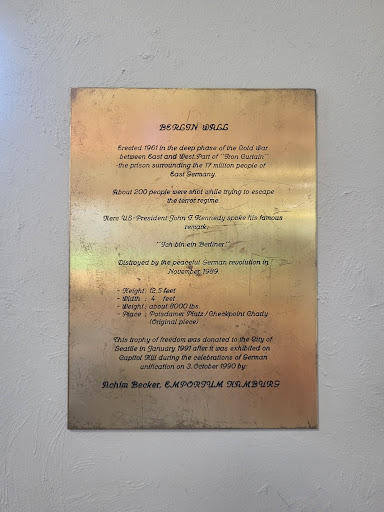 BERLIN WALL
Erected 1961 in the deep phase of the Cold War
between East and West. Part of "Iron Curtain"
-the prison surrounding the 17 million people of
East Germany.
About 200 people were shot while trying to escape
the terror regime.
Here US-President John F. Kennedy spoke his famous
remark:
"Ich bin ein Berliner."
Distroyed by the peaceful German revolution in
November, 1989.
- Height: 12,5 feet
- Width : 4 feet
- Weight: about 8000 lbs.
- Place : Potsdamer Platz / Checkpoint Charly
(Original piece)
This trophy of freedom was donated to the City of
Seattle in January 1991 after it was exhibited on
Capitol Hill during the celebrations of German
unification on 3. October 1990 by:
Achim Becker, EMPORIUM HAMBURG